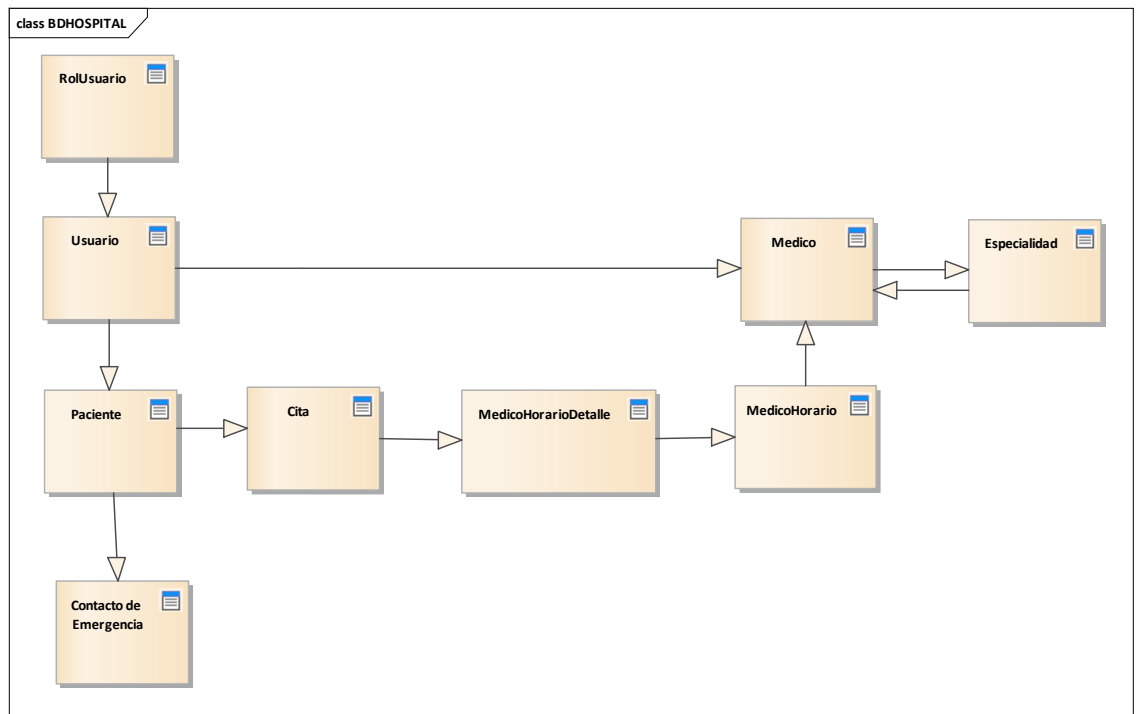 class BDHOSPITAL
RolUsuario
Usuario
Medico
Especialidad
Paciente
Cita
MedicoHorarioDetalle
MedicoHorario
Contacto de
Emergencia